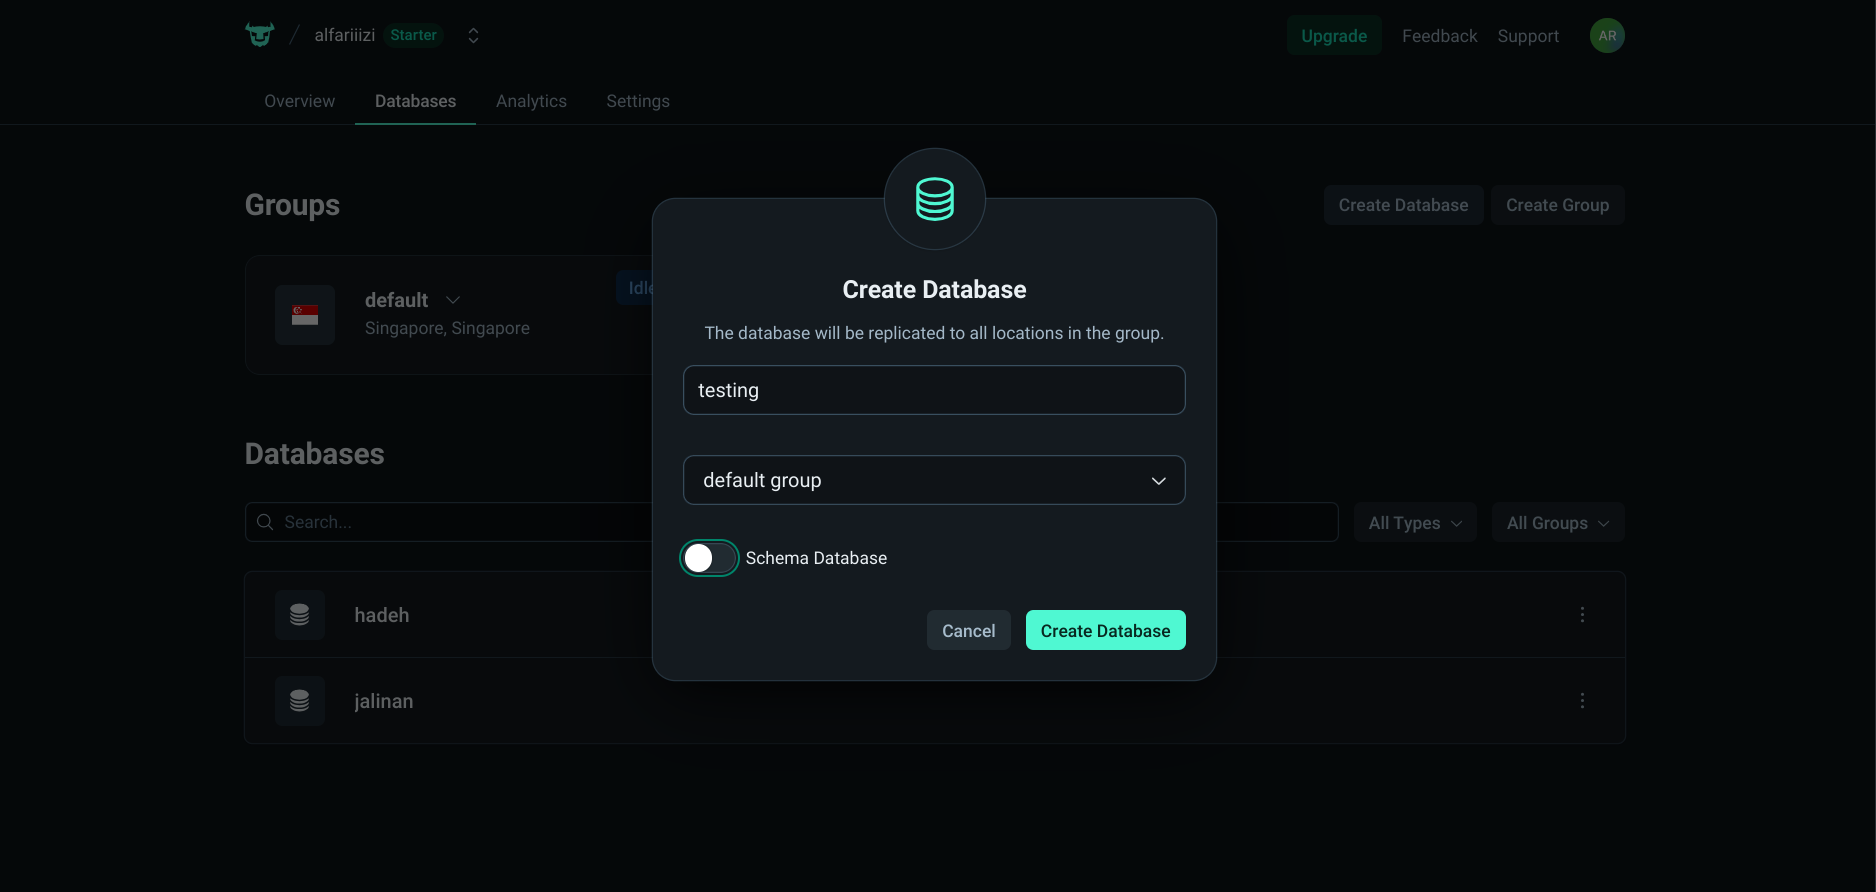 alfariiizi Starter
Upgrade Feedback Support AR
Overview Databases Analytics Settings
Groups
Create Database Create Group
default
Singapore, Singapore
Create Database
The database will be replicated to all locations in the group.
testing
default group
Schema Database
Cancel Create Database
Databases
Search...
All Types All Groups
hadeh
jalinan